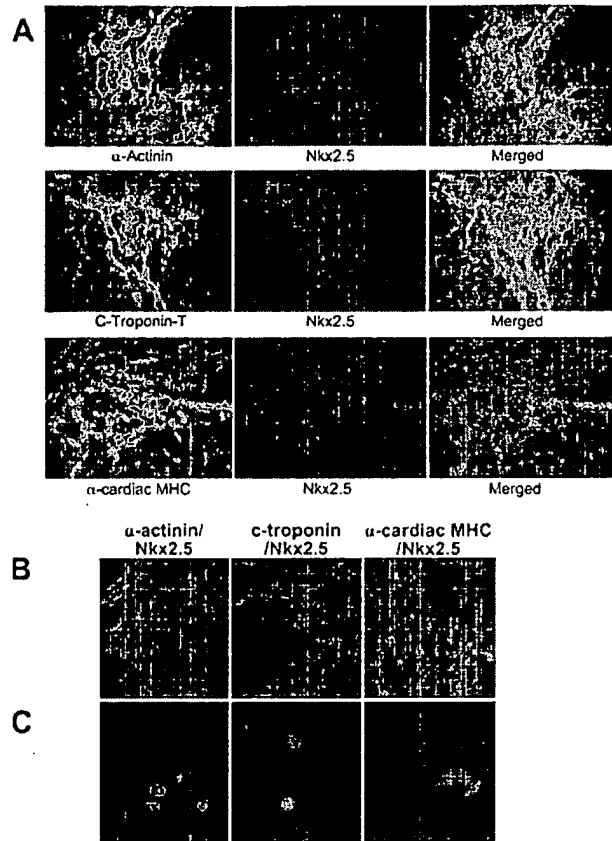 A
α-Actinin Nkx2.5 Merged
C-Troponin-T Nkx2.5 Merged
α-cardiac MHC Nkx2.5 Merged
α-actinin/ c-troponin α-cardiac MHC
Nkx2.5 /Nkx2.5 /Nkx2.5
B
C